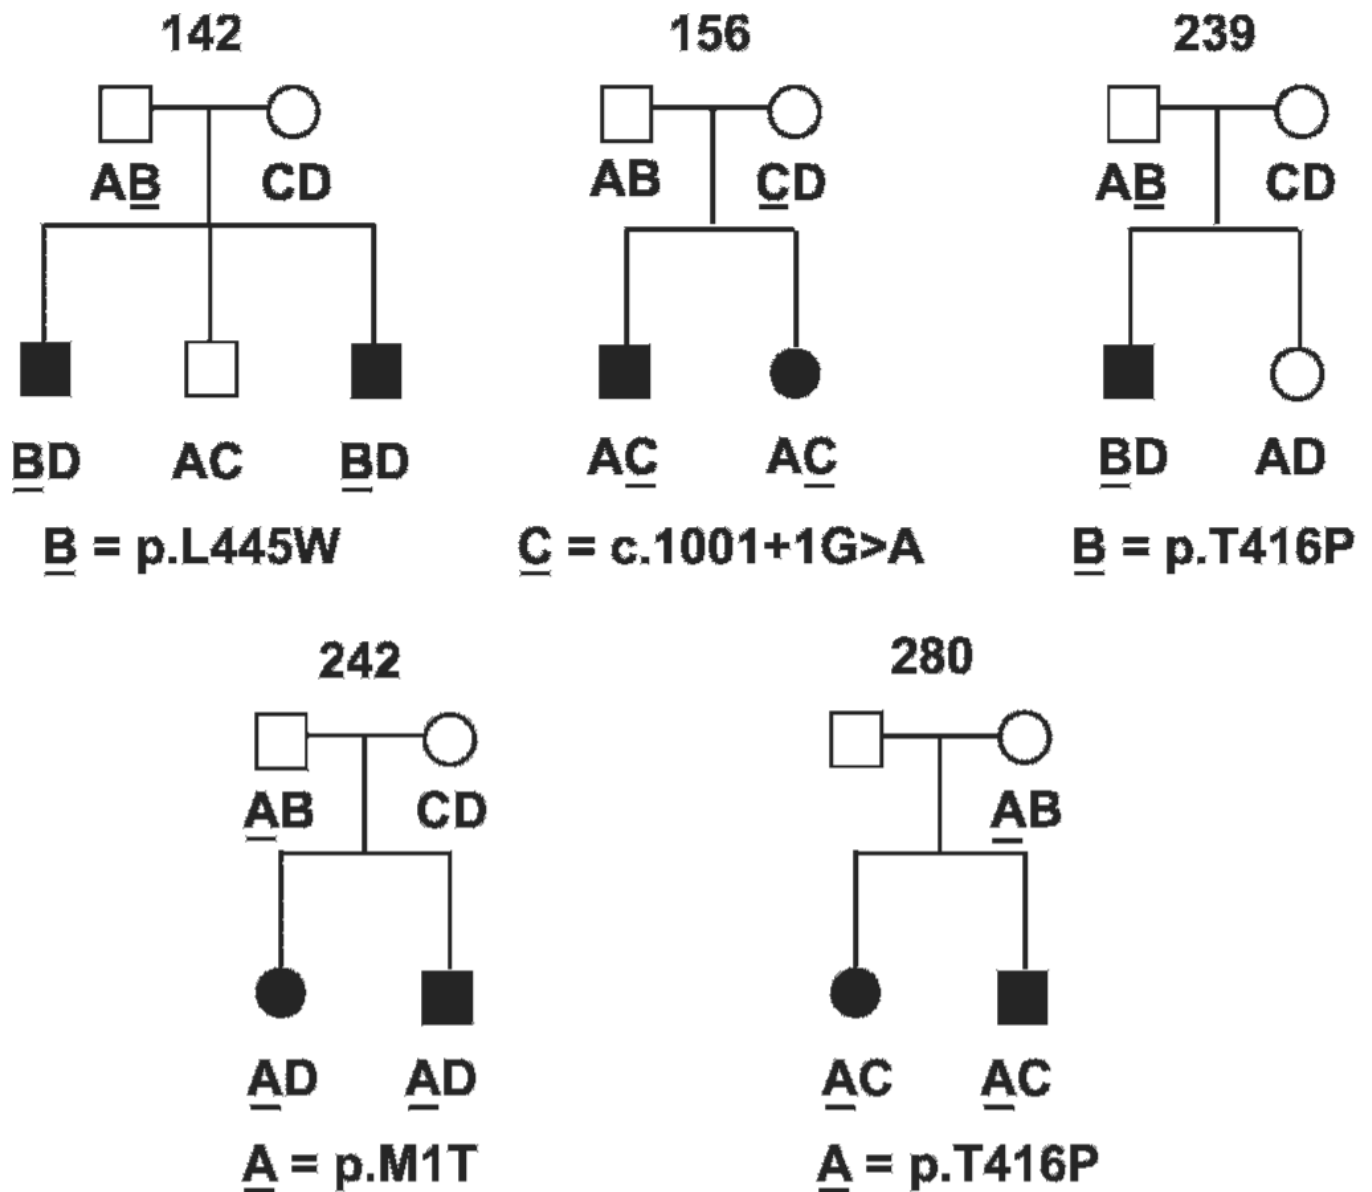 142 156 239
AB CD AB CD AB CD
BD AC BD AC AC BD AD
B = p.L445W C = c.1001+1G>A B = p.T416P
242 280
AB CD AB
AD AD AC AC
A = p.M1T A = p.T416P